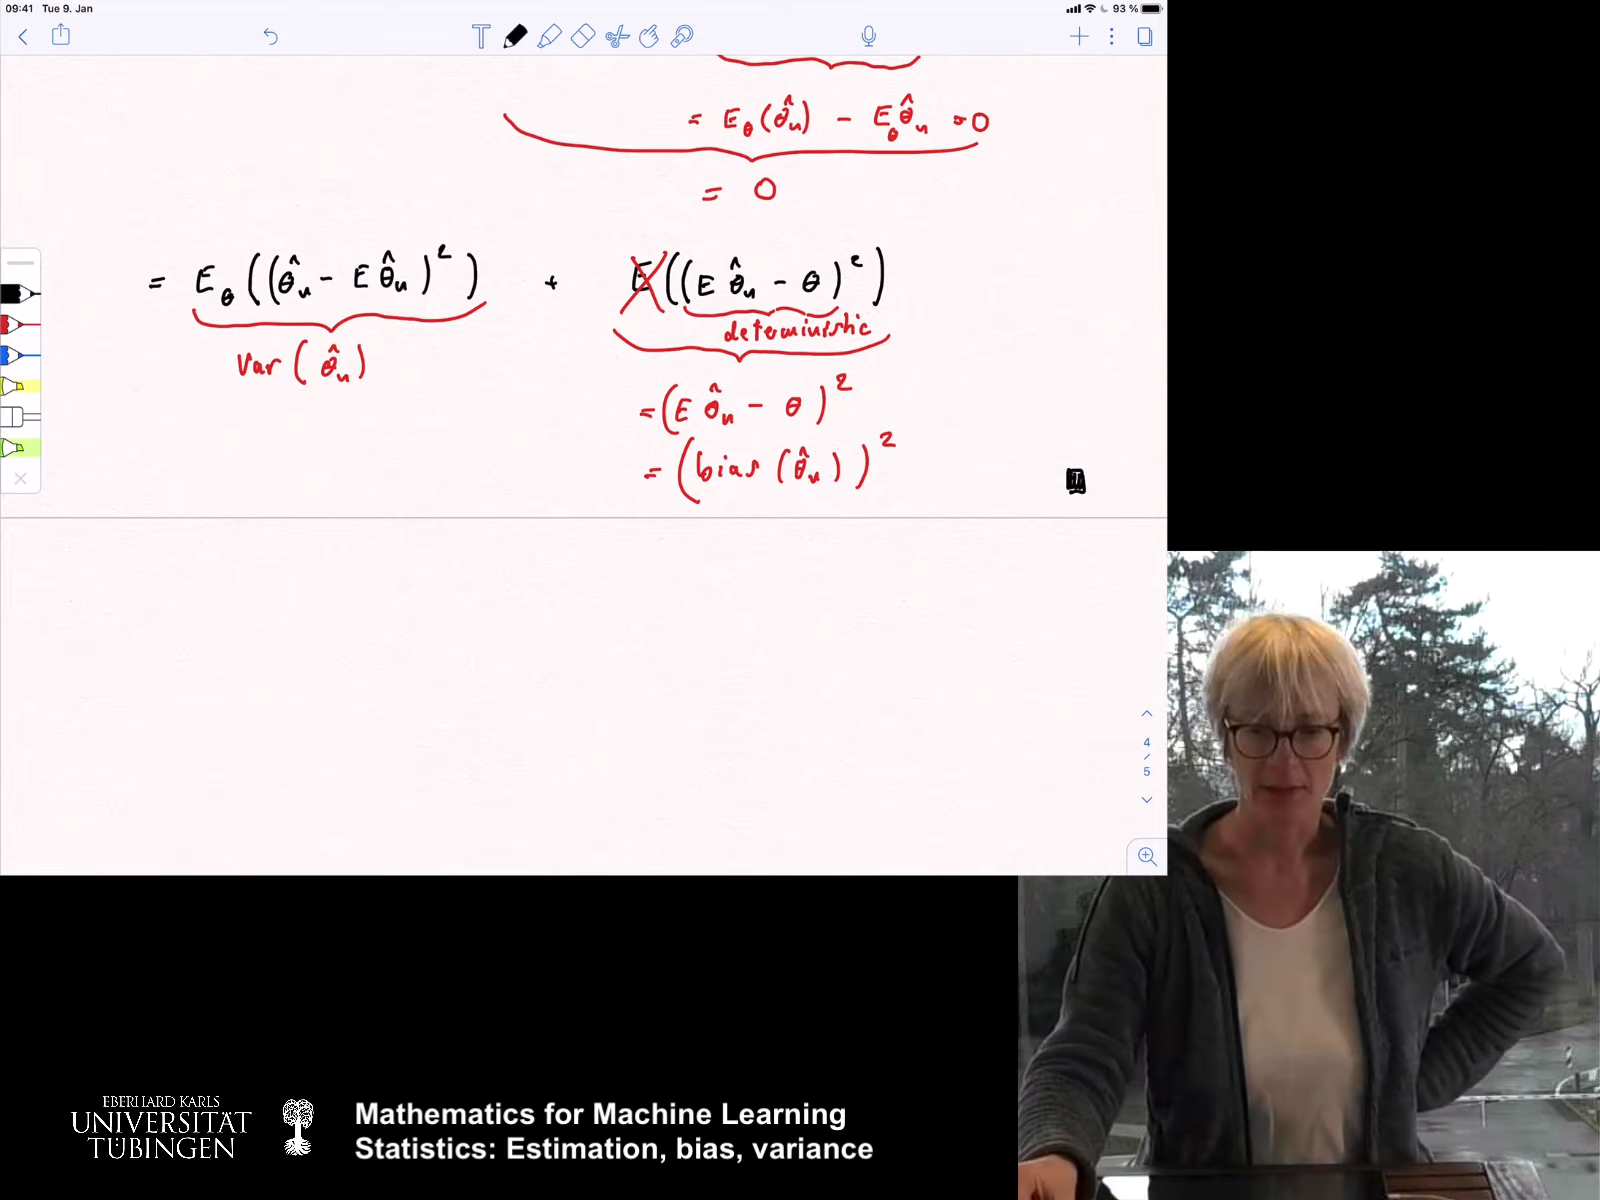 09:41 Tue 9. Jan 93 %
= E_θ(θ̂_n) − E_θ θ̂_n = 0
= 0
= E_θ((θ̂_n − E θ̂_n)²) + E((E θ̂_n − θ)²)
deterministic
Var(θ̂_n)
= (E θ̂_n − θ)²
= (bias(θ̂_n))²
4
/
5
EBERHARD KARLS
UNIVERSITÄT
TÜBINGEN
Mathematics for Machine Learning
Statistics: Estimation, bias, variance